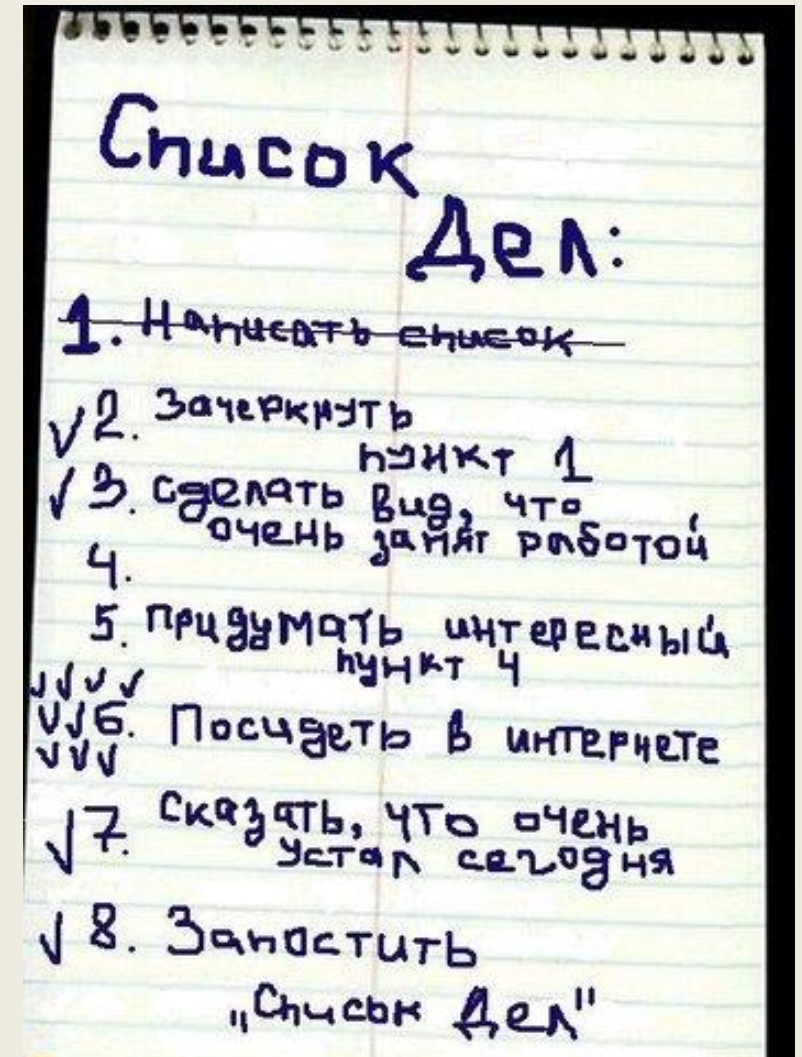 Список
Дел:
1. Написать список
2. Зачеркнуть
пункт 1
3. Сделать вид, что
очень занят работой
4.
5. Придумать интересный
пункт 4
6. Посидеть в интернете
7. Сказать, что очень
устал сегодня
8. Запостить
„Список Дел"